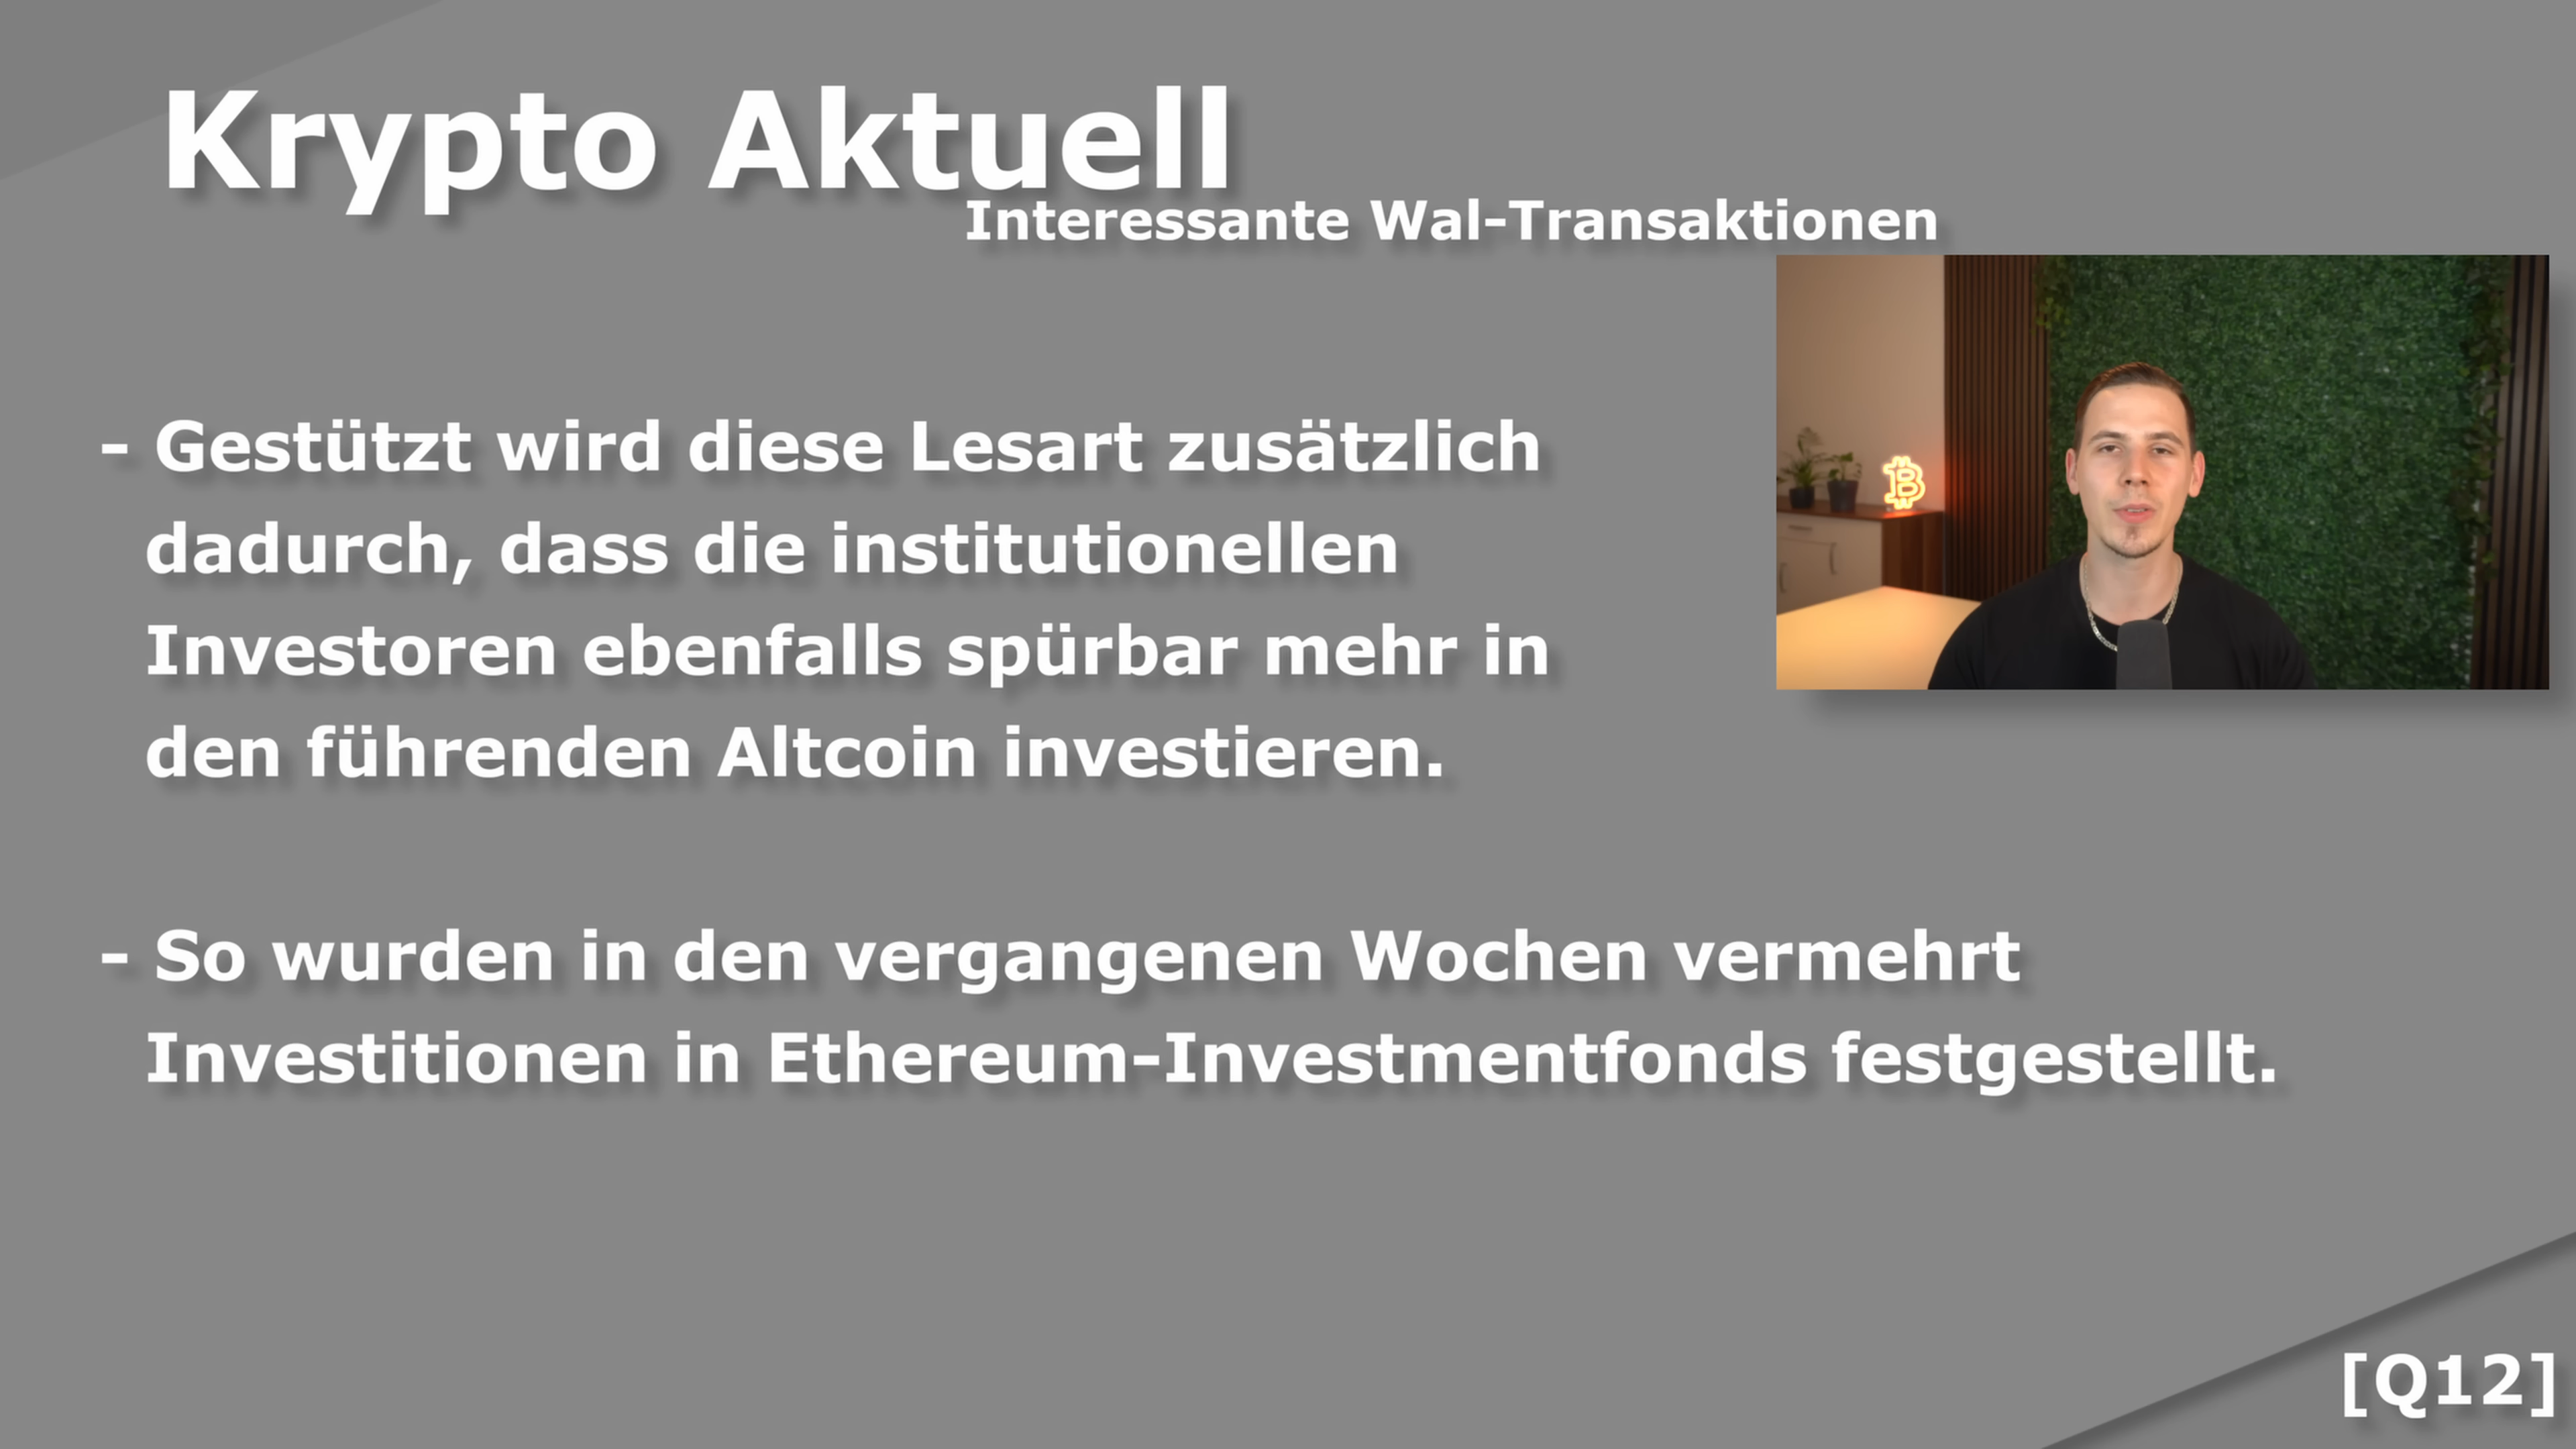 Krypto Aktuell
Interessante Wal-Transaktionen
- Gestützt wird diese Lesart zusätzlich
dadurch, dass die institutionellen
Investoren ebenfalls spürbar mehr in
den führenden Altcoin investieren.
- So wurden in den vergangenen Wochen vermehrt
Investitionen in Ethereum-Investmentfonds festgestellt.
[Q12]